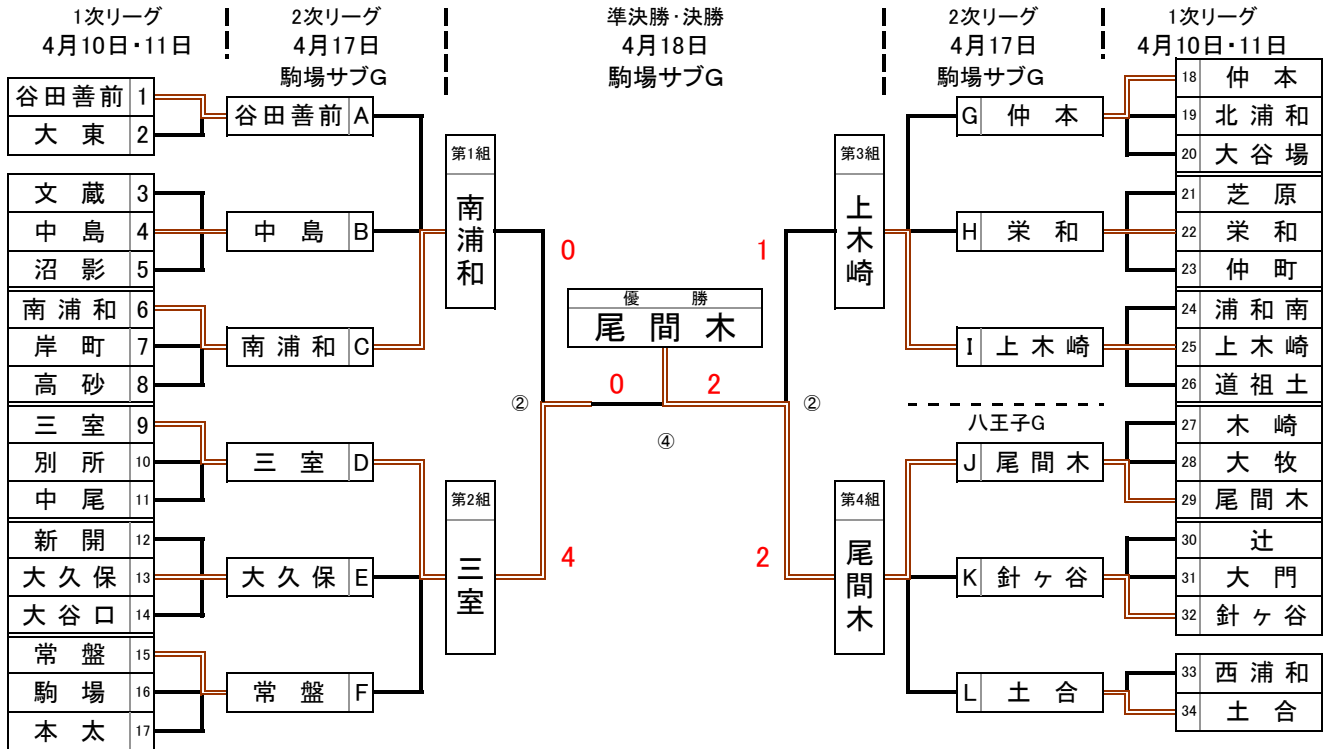 1次リーグ
4月10日・11日
2次リーグ
4月17日
駒場サブG
準決勝・決勝
4月18日
駒場サブG
2次リーグ
4月17日
駒場サブG
1次リーグ
4月10日・11日
谷田善前 1
大東 2
文蔵 3
中島 4
沼影 5
南浦和 6
岸町 7
高砂 8
三室 9
別所 10
中尾 11
新開 12
大久保 13
大谷口 14
常盤 15
駒場 16
本太 17
谷田善前 A
中島 B
南浦和 C
三室 D
大久保 E
常盤 F
第1組
南浦和
第2組
三室
0
4
②
優勝
尾間木
0 2
④
1
2
②
第3組
上木崎
第4組
尾間木
G 仲本
H 栄和
I 上木崎
八王子G
J 尾間木
K 針ヶ谷
L 土合
18 仲本
19 北浦和
20 大谷場
21 芝原
22 栄和
23 仲町
24 浦和南
25 上木崎
26 道祖土
27 木崎
28 大牧
29 尾間木
30 辻
31 大門
32 針ヶ谷
33 西浦和
34 土合